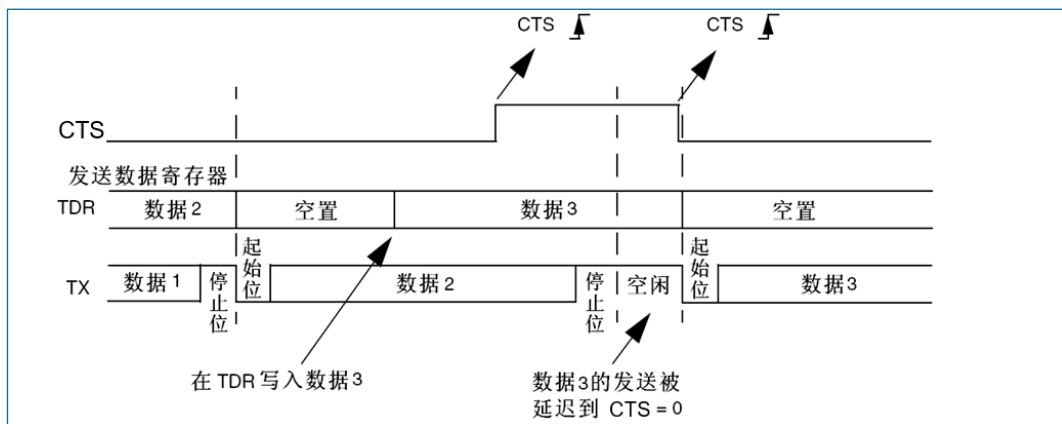 CTS
CTS
CTS
发送数据寄存器
TDR
数据2
空置
数据3
空置
TX
数据1
停止位
起始位
数据2
停止位
空闲
起始位
数据3
在 TDR 写入数据3
数据3的发送被
延迟到 CTS = 0